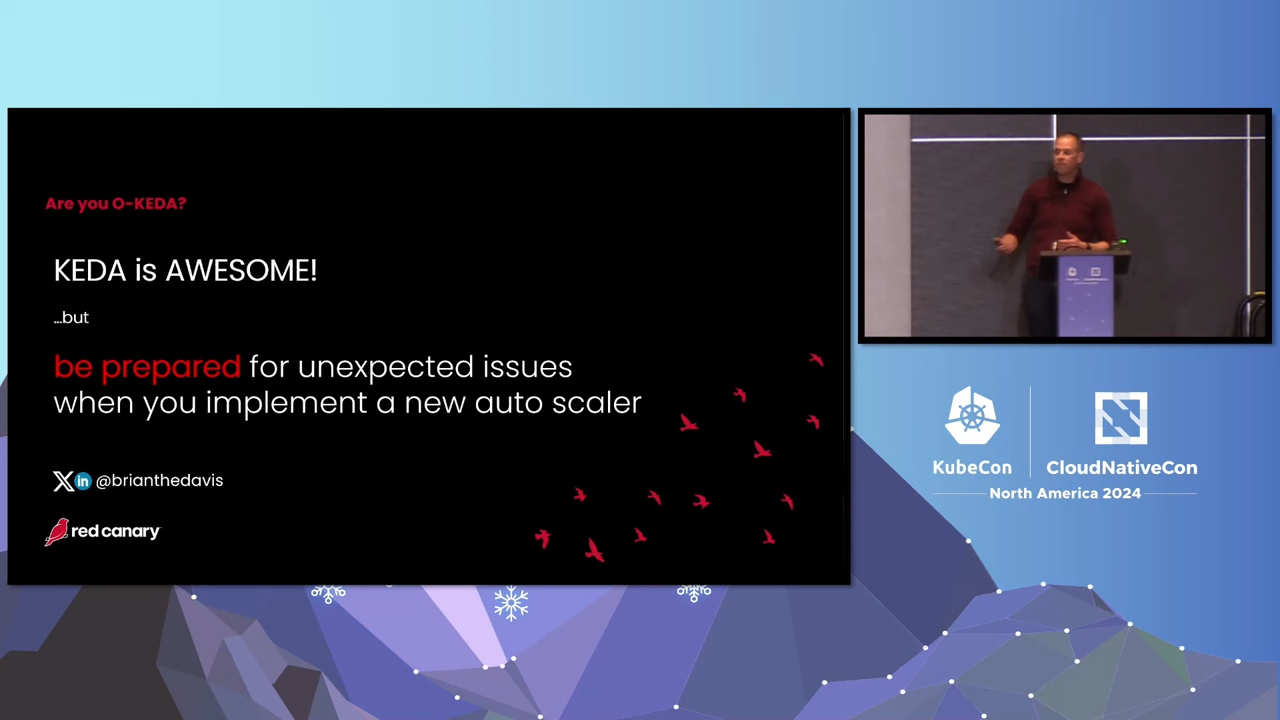 Are you O-KEDA?
KEDA is AWESOME!
...but
be prepared for unexpected issues
when you implement a new auto scaler
@brianthedavis
red canary
KubeCon
CloudNativeCon
North America 2024